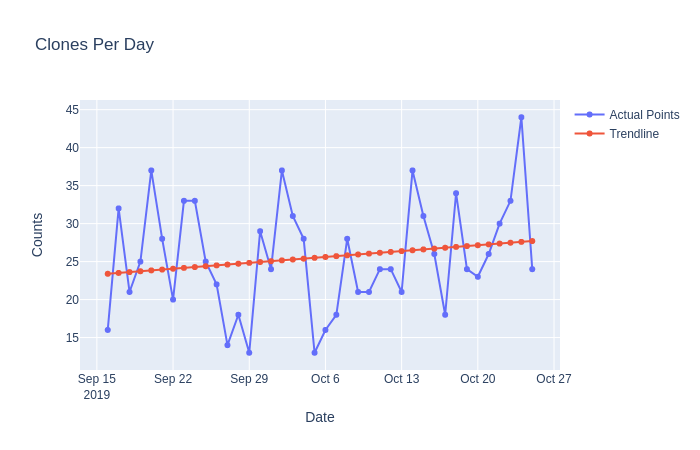 Clones Per Day
45
40
35
30
25
20
15
Counts
Sep 15
2019
Sep 22
Sep 29
Oct 6
Oct 13
Oct 20
Oct 27
Date
Actual Points
Trendline